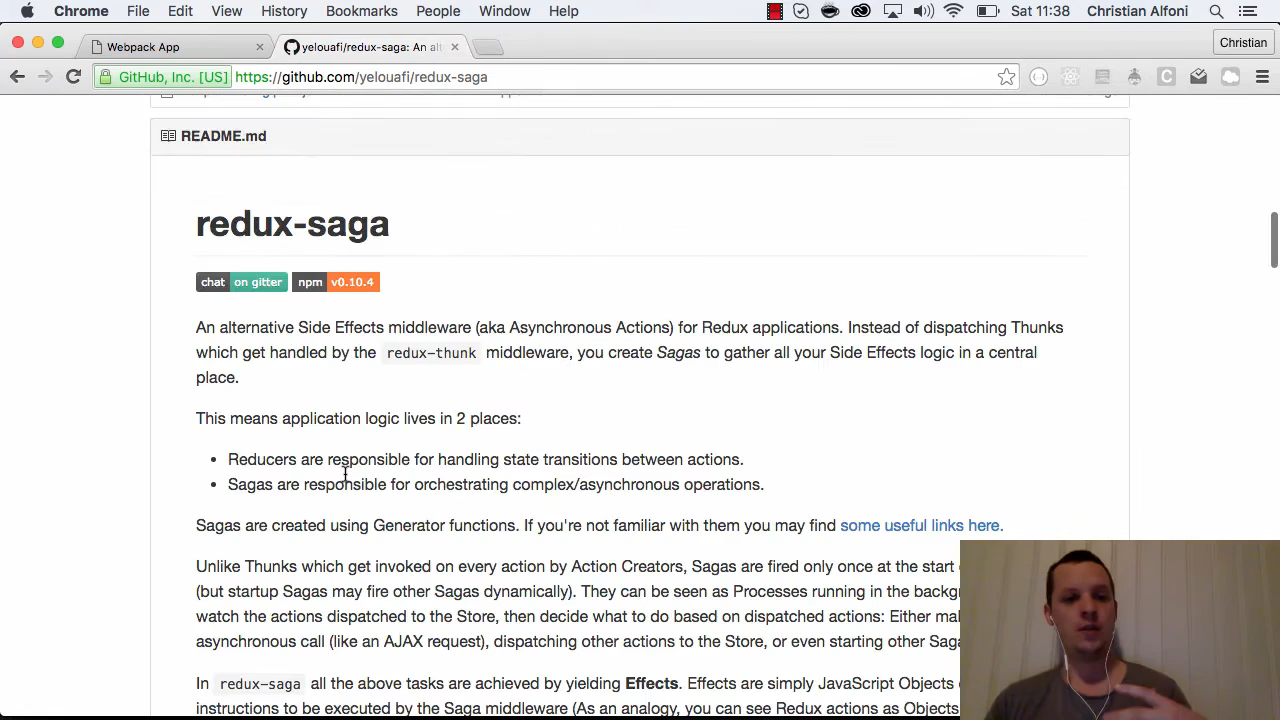 Chrome File Edit View History Bookmarks People Window Help Sat 11:38 Christian Alfoni
Webpack App yelouafi/redux-saga: An alt Christian
GitHub, Inc. [US] https://github.com/yelouafi/redux-saga
README.md
redux-saga
chat on gitter npm v0.10.4
An alternative Side Effects middleware (aka Asynchronous Actions) for Redux applications. Instead of dispatching Thunks
which get handled by the redux-thunk middleware, you create Sagas to gather all your Side Effects logic in a central
place.
This means application logic lives in 2 places:
• Reducers are responsible for handling state transitions between actions.
• Sagas are responsible for orchestrating complex/asynchronous operations.
Sagas are created using Generator functions. If you're not familiar with them you may find some useful links here.
Unlike Thunks which get invoked on every action by Action Creators, Sagas are fired only once at the start
(but startup Sagas may fire other Sagas dynamically). They can be seen as Processes running in the backg
watch the actions dispatched to the Store, then decide what to do based on dispatched actions: Either mak
asynchronous call (like an AJAX request), dispatching other actions to the Store, or even starting other Saga
In redux-saga all the above tasks are achieved by yielding Effects. Effects are simply JavaScript Objects
instructions to be executed by the Saga middleware (As an analogy, you can see Redux actions as Objects